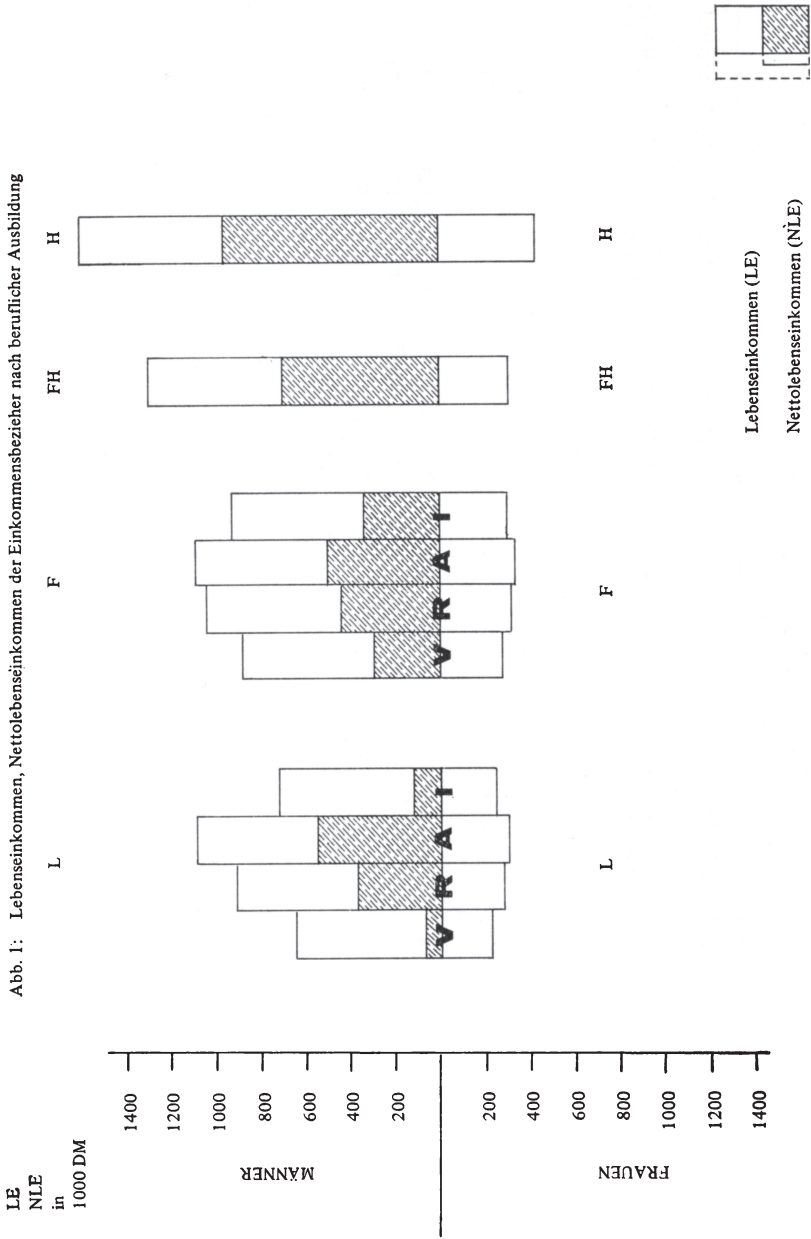 Abb. 1: Lebenseinkommen, Nettolebenseinkommen der Einkommensbezieher nach beruflicher Ausbildung
LE
NLE
in
1000 DM
L F FH H
1400
1200
1000
800
600
400
200
MÄNNER
V R A I V R A I
200
400
600
800
1000
1200
1400
FRAUEN
L F FH H
Lebenseinkommen (LE)
Nettolebenseinkommen (NLE)